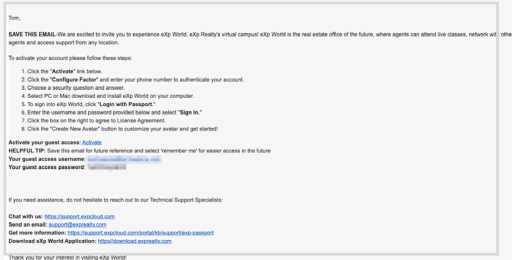 Tom,
SAVE THIS EMAIL-We are excited to invite you to experience eXp World, eXp Realty's virtual campus! eXp World is the real estate office of the future, where agents can attend live classes, network with othe
agents and access support from any location.
To activate your account please follow these steps:
1. Click the "Activate" link below.
2. Click the "Configure Factor" and enter your phone number to authenticate your account.
3. Choose a security question and answer.
4. Select PC or Mac download and install eXp World on your computer.
5. To sign into eXp World, click "Login with Passport."
6. Enter the username and password provided below and select "Sign In."
7. Click the box on the right to agree to License Agreement.
8. Click the "Create New Avatar" button to customize your avatar and get started!
Activate your guest access: Activate
HELPFUL TIP: Save this email for future reference and select 'remember me' for easier access in the future
Your guest access username:
Your guest access password:
If you need assistance, do not hesitate to reach out to our Technical Support Specialists:
Chat with us: https://support.expcloud.com
Send an email: support@exprealty.com
Get more information: https://support.expcloud.com/portal/kb/support/exp-passport
Download eXp World Application: https//download.exprealty.com
Thank you for your interest in visiting eXp World!